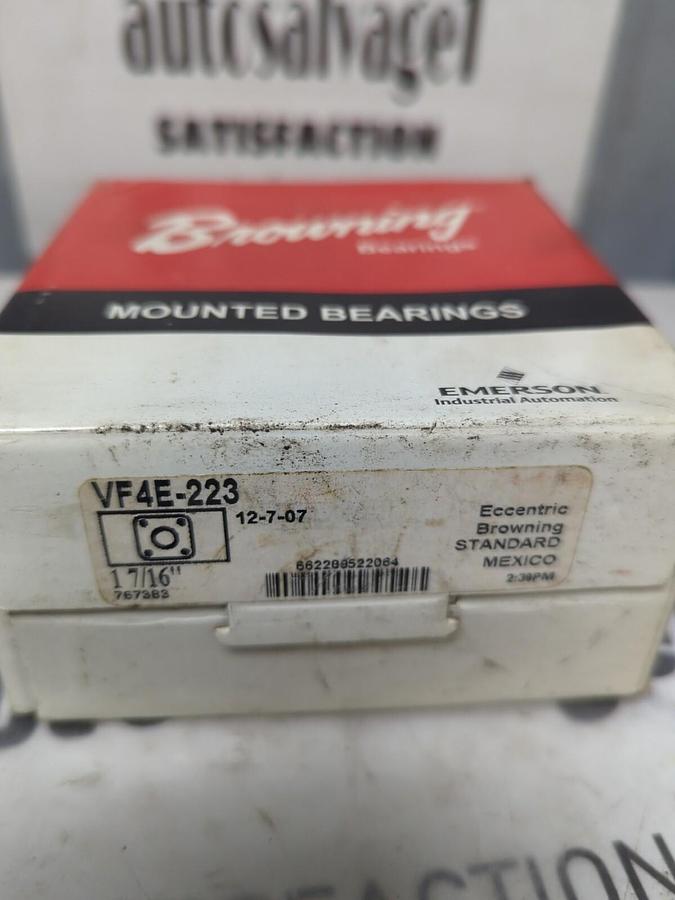 autosalvage1
SATISFACTION
Browning
Bearings
MOUNTED BEARINGS
EMERSON
Industrial Automation
VF4E-223
12-7-07
Eccentric
Browning
STANDARD
MEXICO
2:39PM
1 7/16"
767383
662289522064